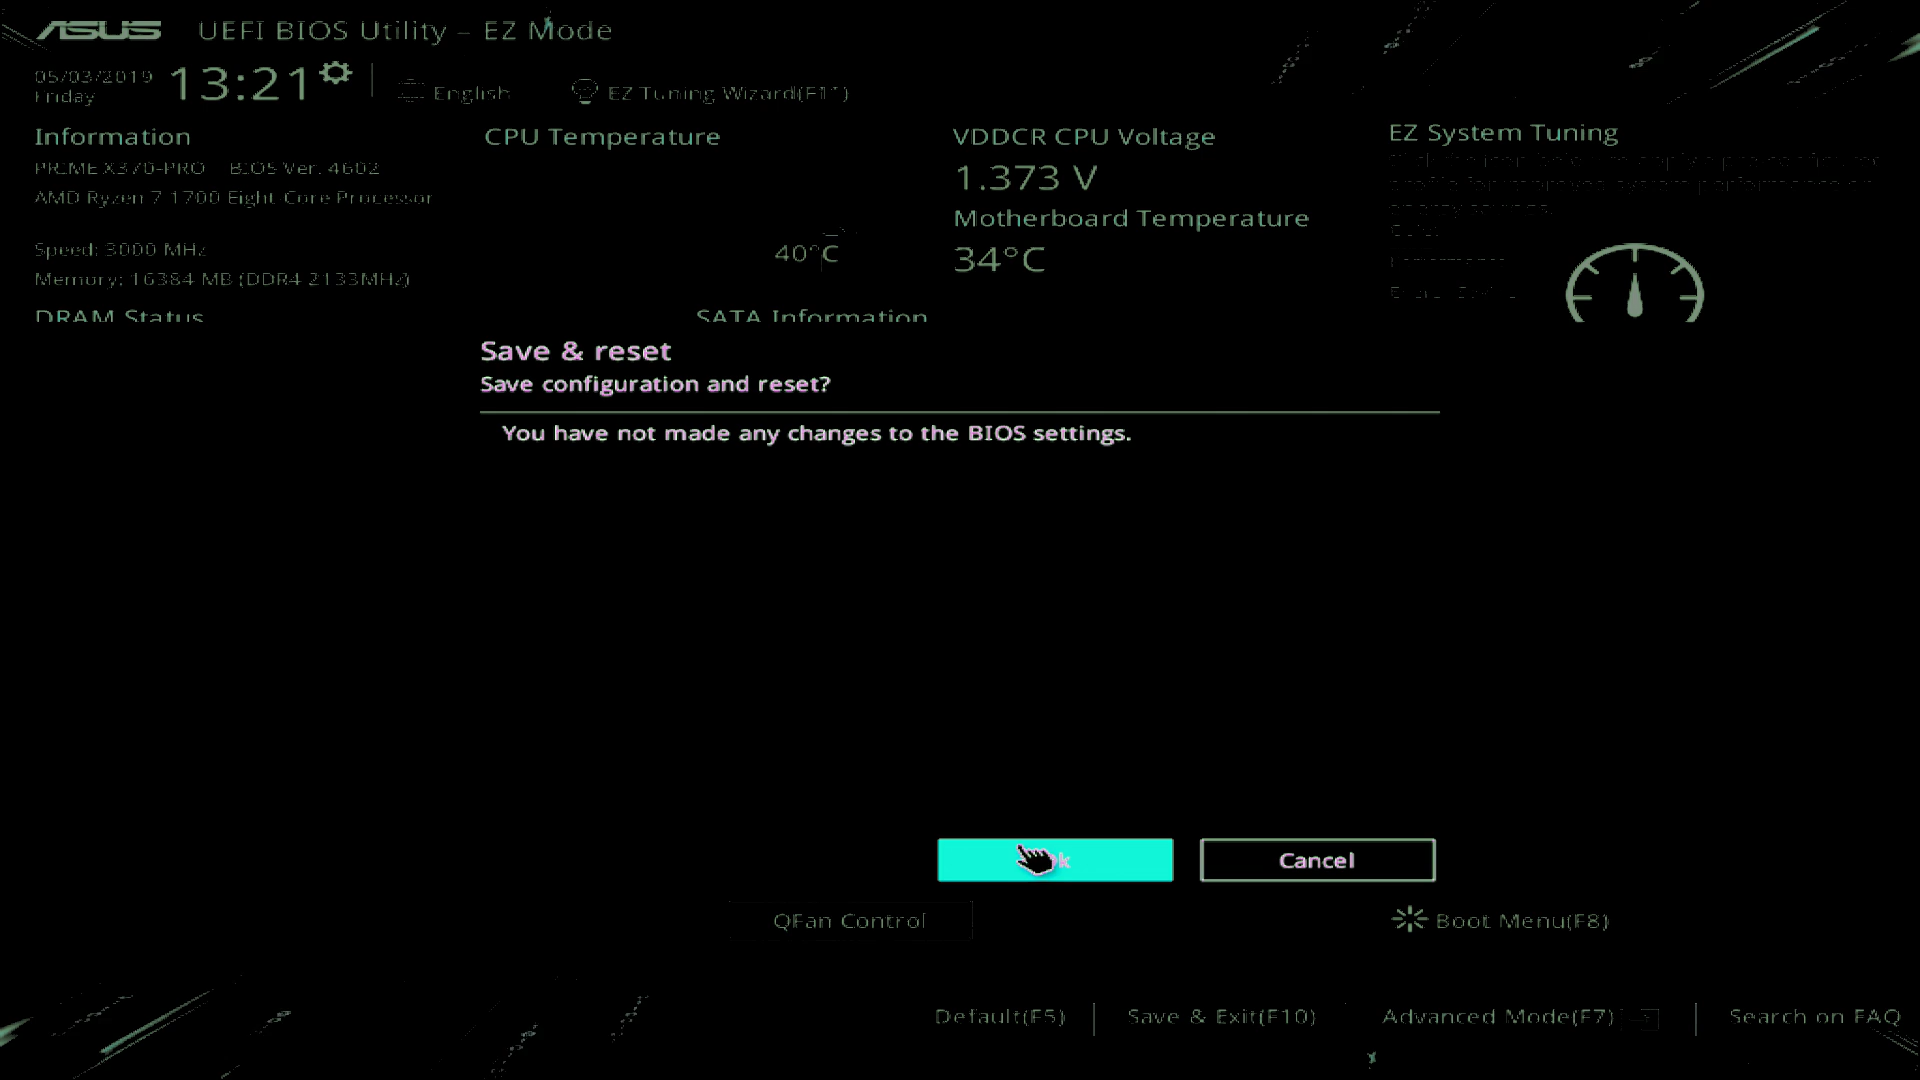 ASUS UEFI BIOS Utility – EZ Mode
05/03/2019
Friday
13:21
English
EZ Tuning Wizard(F11)
Information
PRIME X370-PRO BIOS Ver. 4602
AMD Ryzen 7 1700 Eight-Core Processor
Speed: 3000 MHz
Memory: 16384 MB (DDR4 2133MHz)
CPU Temperature
40°C
VDDCR CPU Voltage
1.373 V
Motherboard Temperature
34°C
EZ System Tuning
DRAM Status
SATA Information
Save & reset
Save configuration and reset?
You have not made any changes to the BIOS settings.
Cancel
QFan Control
Boot Menu(F8)
Default(F5)
Save & Exit(F10)
Advanced Mode(F7)
Search on FAQ